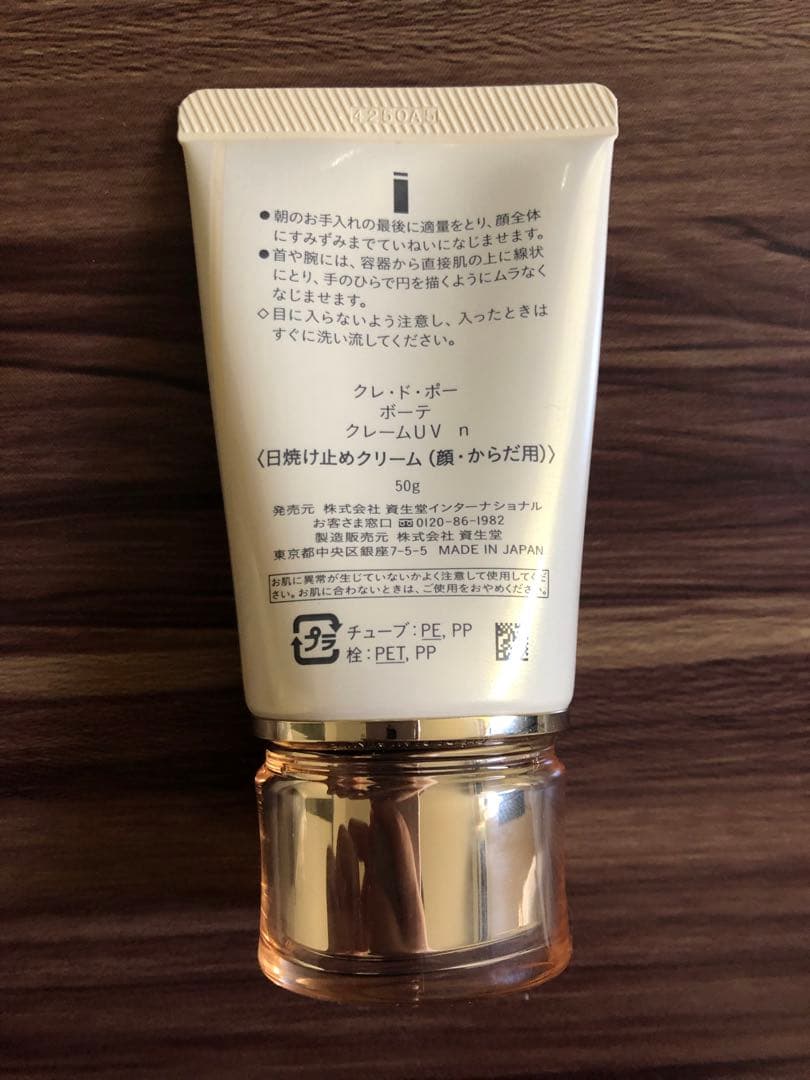 4250A5
●朝のお手入れの最後に適量をとり、顔全体
にすみずみまでていねいになじませます。
●首や腕には、容器から直接肌の上に線状
にとり、手のひらで円を描くようにムラなく
なじませます。
◇目に入らないよう注意し、入ったときは
すぐに洗い流してください。
クレ・ド・ポー
ボーテ
クレームUV n
〈日焼け止めクリーム（顔・からだ用）〉
50g
発売元 株式会社 資生堂インターナショナル
お客さま窓口 0120-86-1982
製造販売元 株式会社 資生堂
東京都中央区銀座7-5-5 MADE IN JAPAN
お肌に異常が生じていないかよく注意して使用してくだ
さい。お肌に合わないときは、ご使用をおやめください。
プラ
チューブ：PE, PP
栓：PET, PP